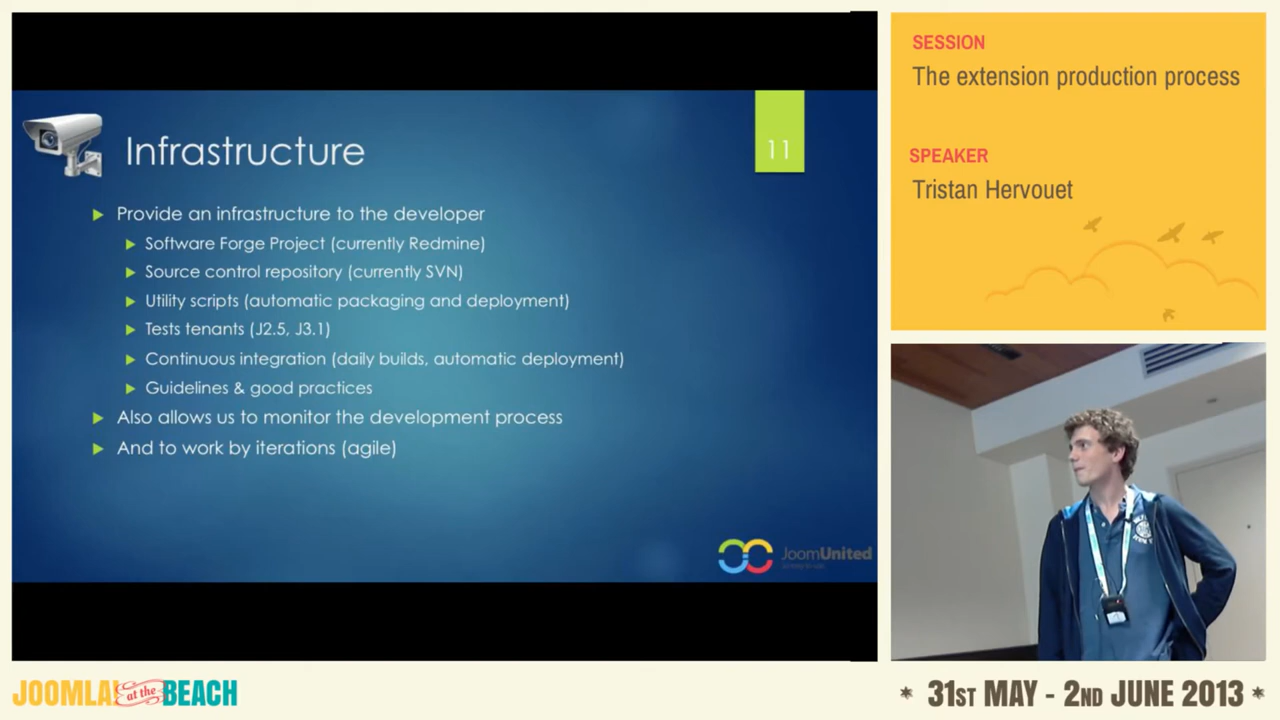 Infrastructure
11
Provide an infrastructure to the developer
Software Forge Project (currently Redmine)
Source control repository (currently SVN)
Utility scripts (automatic packaging and deployment)
Tests tenants (J2.5, J3.1)
Continuous integration (daily builds, automatic deployment)
Guidelines & good practices
Also allows us to monitor the development process
And to work by iterations (agile)
JoomUnited
SESSION
The extension production process
SPEAKER
Tristan Hervouet
JOOMLA! at the BEACH
* 31ST MAY - 2ND JUNE 2013 *